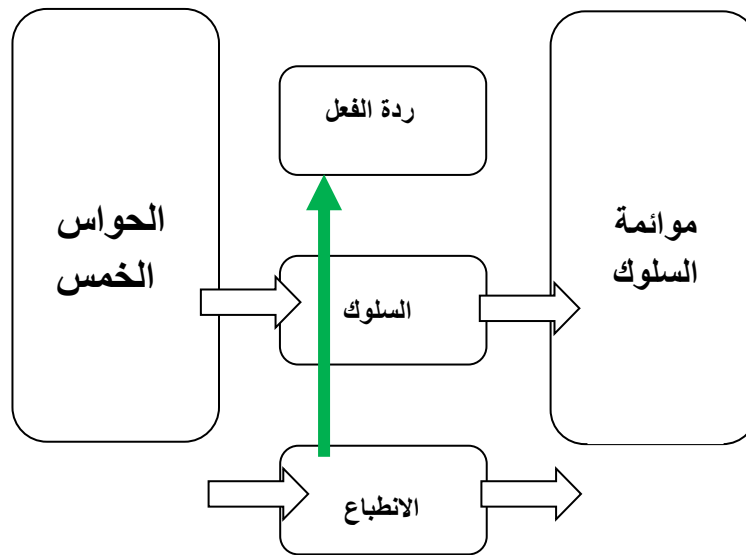 الحواس
الخمس
ردة الفعل
السلوك
الانطباع
موائمة
السلوك